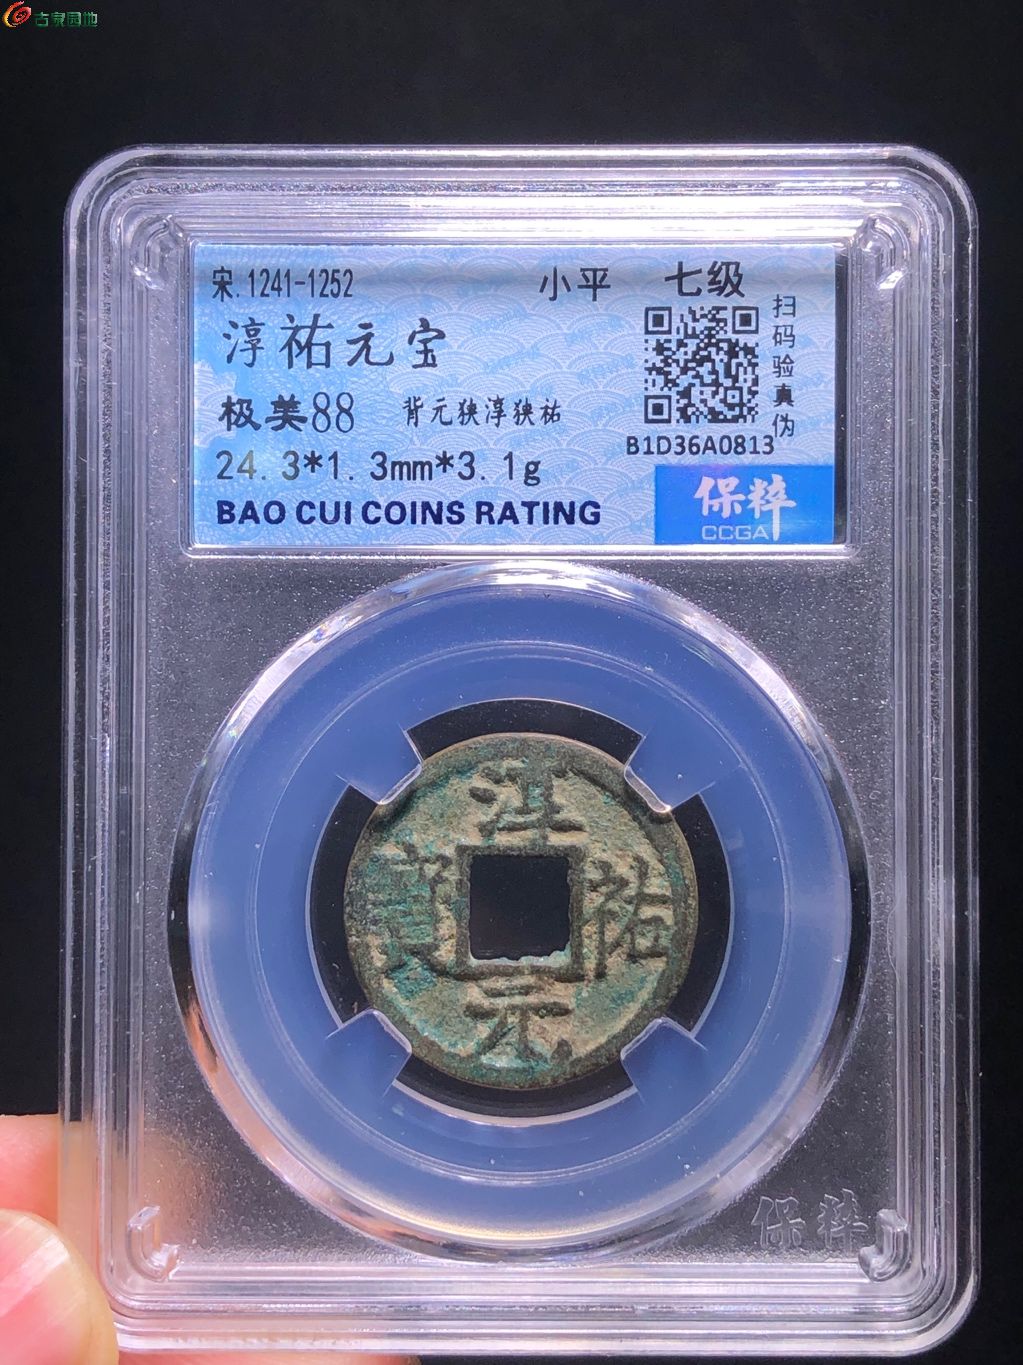 古泉园地
宋.1241-1252 小平 七级
淳祐元宝
极美88 背元狭淳狭祐
24.3*1.3mm*3.1g
BAO CUI COINS RATING
扫码验真伪
B1D36A0813
保粹
CCGA
淳祐元寳
保粹